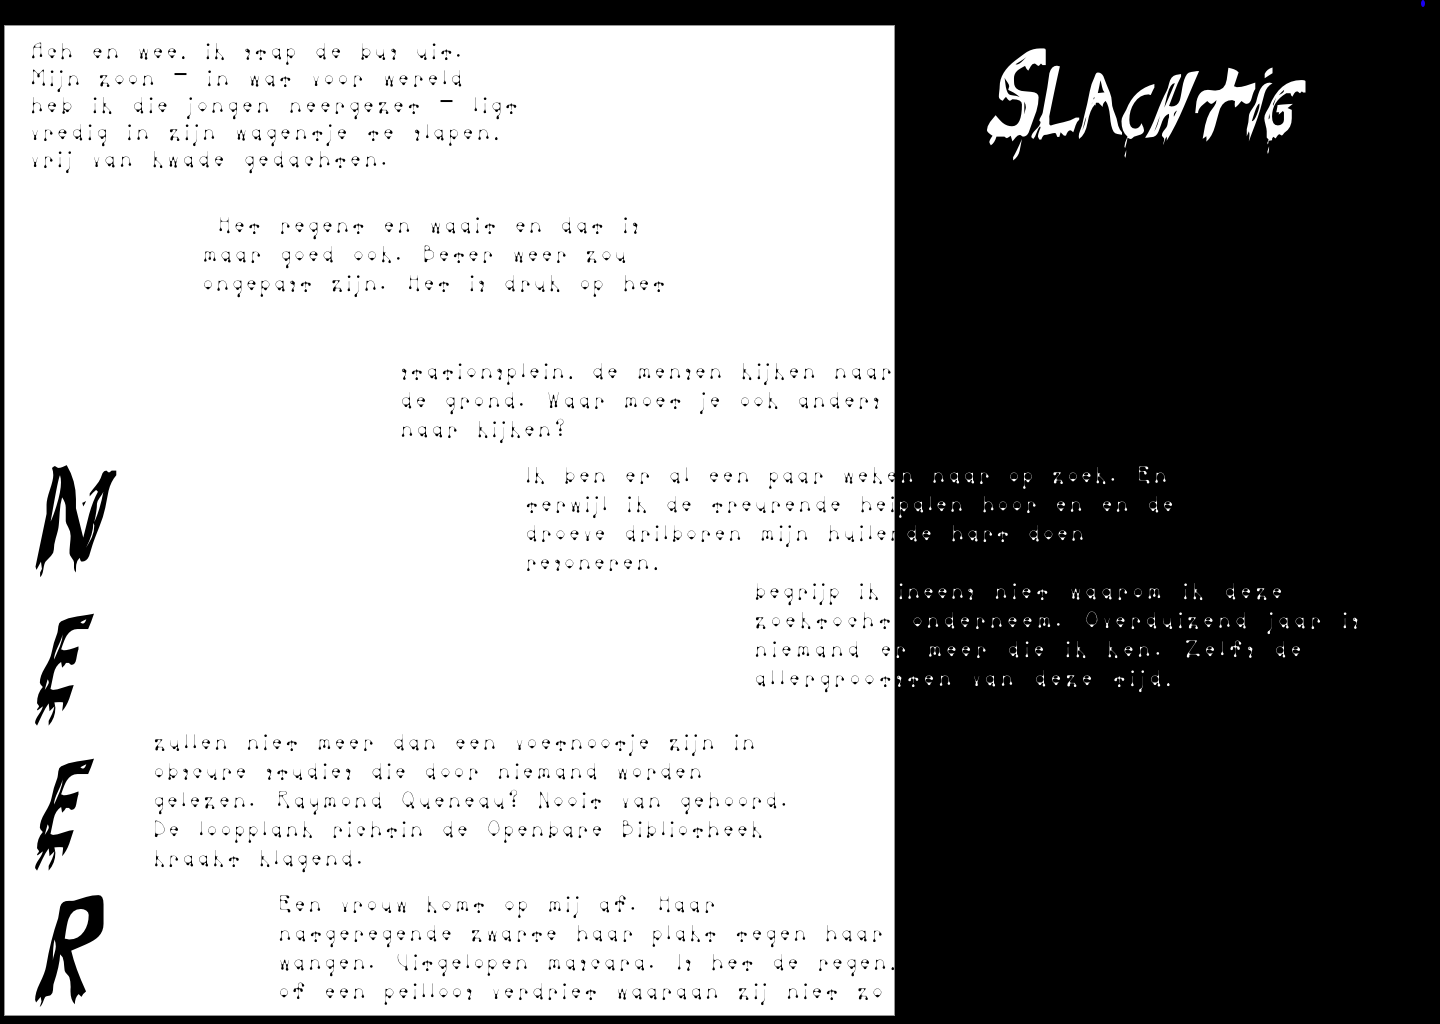 Ach en wee, ik stap de bus uit.
Mijn zoon - in wat voor wereld
heb ik die jongen neergezet - ligt
vredig in zijn wagentje te slapen,
vrij van kwade gedachten.
SLACHTIG
Het regent en waait en dat is
maar goed ook. Beter weer zou
ongepast zijn. Het is druk op het
stationsplein, de mensen kijken naar
de grond. Waar moet je ook anders
naar kijken?
NEER
Ik ben er al een paar weken naar op zoek. En
terwijl ik de treurende heipalen hoor en en de
droeve drilboren mijn huilende hart doen
resoneren,
begrijp ik ineens niet waarom ik deze
zoektocht onderneem. Overduizend jaar is
niemand er meer die ik ken. Zelfs de
allergrootsten van deze tijd,
zullen niet meer dan een voetnootje zijn in
obscure studies die door niemand worden
gelezen. Raymond Queneau? Nooit van gehoord.
De loopplank richtin de Openbare Bibliotheek
kraakt klagend.
Een vrouw komt op mij af. Haar
natgeregende zwarte haar plakt tegen haar
wangen. Uitgelopen mascara. Is het de regen,
of een peilloos verdriet waaraan zij niet zo